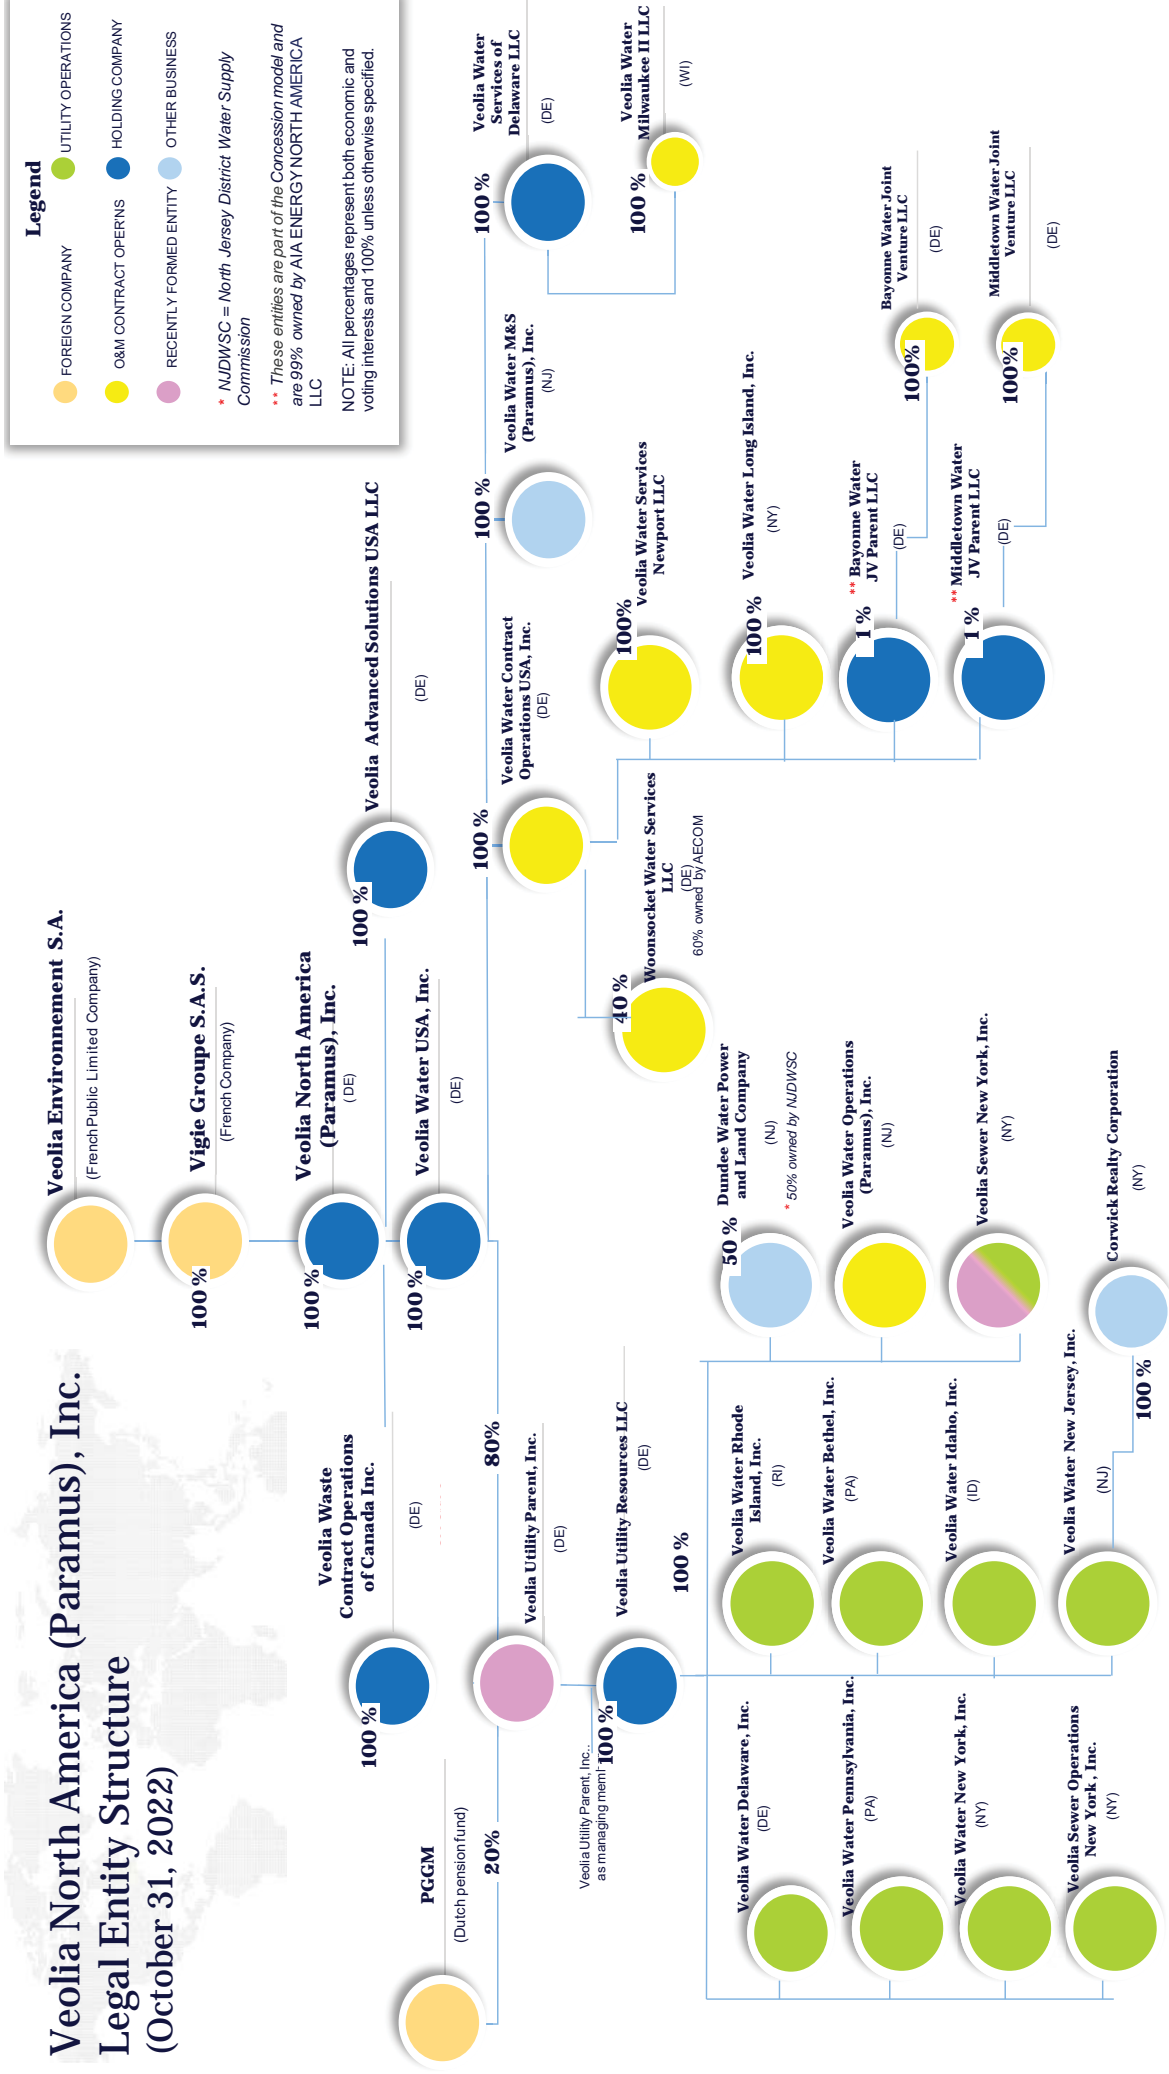 Veolia North America (Paramus), Inc.
Legal Entity Structure
(October 31, 2022)
Legend
FOREIGN COMPANY
UTILITY OPERATIONS
O&M CONTRACT OPER'NS
HOLDING COMPANY
RECENTLY FORMED ENTITY
OTHER BUSINESS
* NJDWSC = North Jersey District Water Supply
Commission
** These entities are part of the Concession model and
are 99% owned by AIA ENERGY NORTH AMERICA
LLC
NOTE: All percentages represent both economic and
voting interests and 100% unless otherwise specified.
Veolia Environnement S.A.
(French Public Limited Company)
Vigie Groupe S.A.S.
(French Company)
100 %
Veolia North America
(Paramus), Inc.
(DE)
100 %
Veolia Advanced Solutions USA LLC
(DE)
100 %
Veolia Waste
Contract Operations
of Canada Inc.
(DE)
100 %
Veolia Water USA, Inc.
(DE)
100 %
PGGM
(Dutch pension fund)
20%
80%
Veolia Utility Parent, Inc.
(DE)
Veolia Utility Parent, Inc..
as managing mem
100 %
Veolia Utility Resources LLC
(DE)
100 %
100 %
Veolia Water Contract
Operations USA, Inc.
(DE)
100 %
Veolia Water M&S
(Paramus), Inc.
(NJ)
100 %
Veolia Water
Services of
Delaware LLC
(DE)
100 %
Veolia Water
Milwaukee II LLC
(WI)
40 %
Woonsocket Water Services
LLC
(DE)
60% owned by AECOM
100%
Veolia Water Services
Newport LLC
100 %
Veolia Water Long Island, Inc.
(NY)
1 %
** Bayonne Water
JV Parent LLC
(DE)
100%
Bayonne Water Joint
Venture LLC
(DE)
1 %
** Middletown Water
JV Parent LLC
(DE)
100%
Middletown Water Joint
Venture LLC
(DE)
Veolia Water Delaware, Inc.
(DE)
Veolia Water Pennsylvania, Inc.
(PA)
Veolia Water New York, Inc.
(NY)
Veolia Sewer Operations
New York , Inc.
(NY)
Veolia Water Rhode
Island, Inc.
(RI)
Veolia Water Bethel, Inc.
(PA)
Veolia Water Idaho, Inc.
(ID)
Veolia Water New Jersey, Inc.
(NJ)
50 %
Dundee Water Power
and Land Company
(NJ)
* 50% owned by NJDWSC
Veolia Water Operations
(Paramus), Inc.
(NJ)
Veolia Sewer New York, Inc.
(NY)
100 %
Corwick Realty Corporation
(NY)